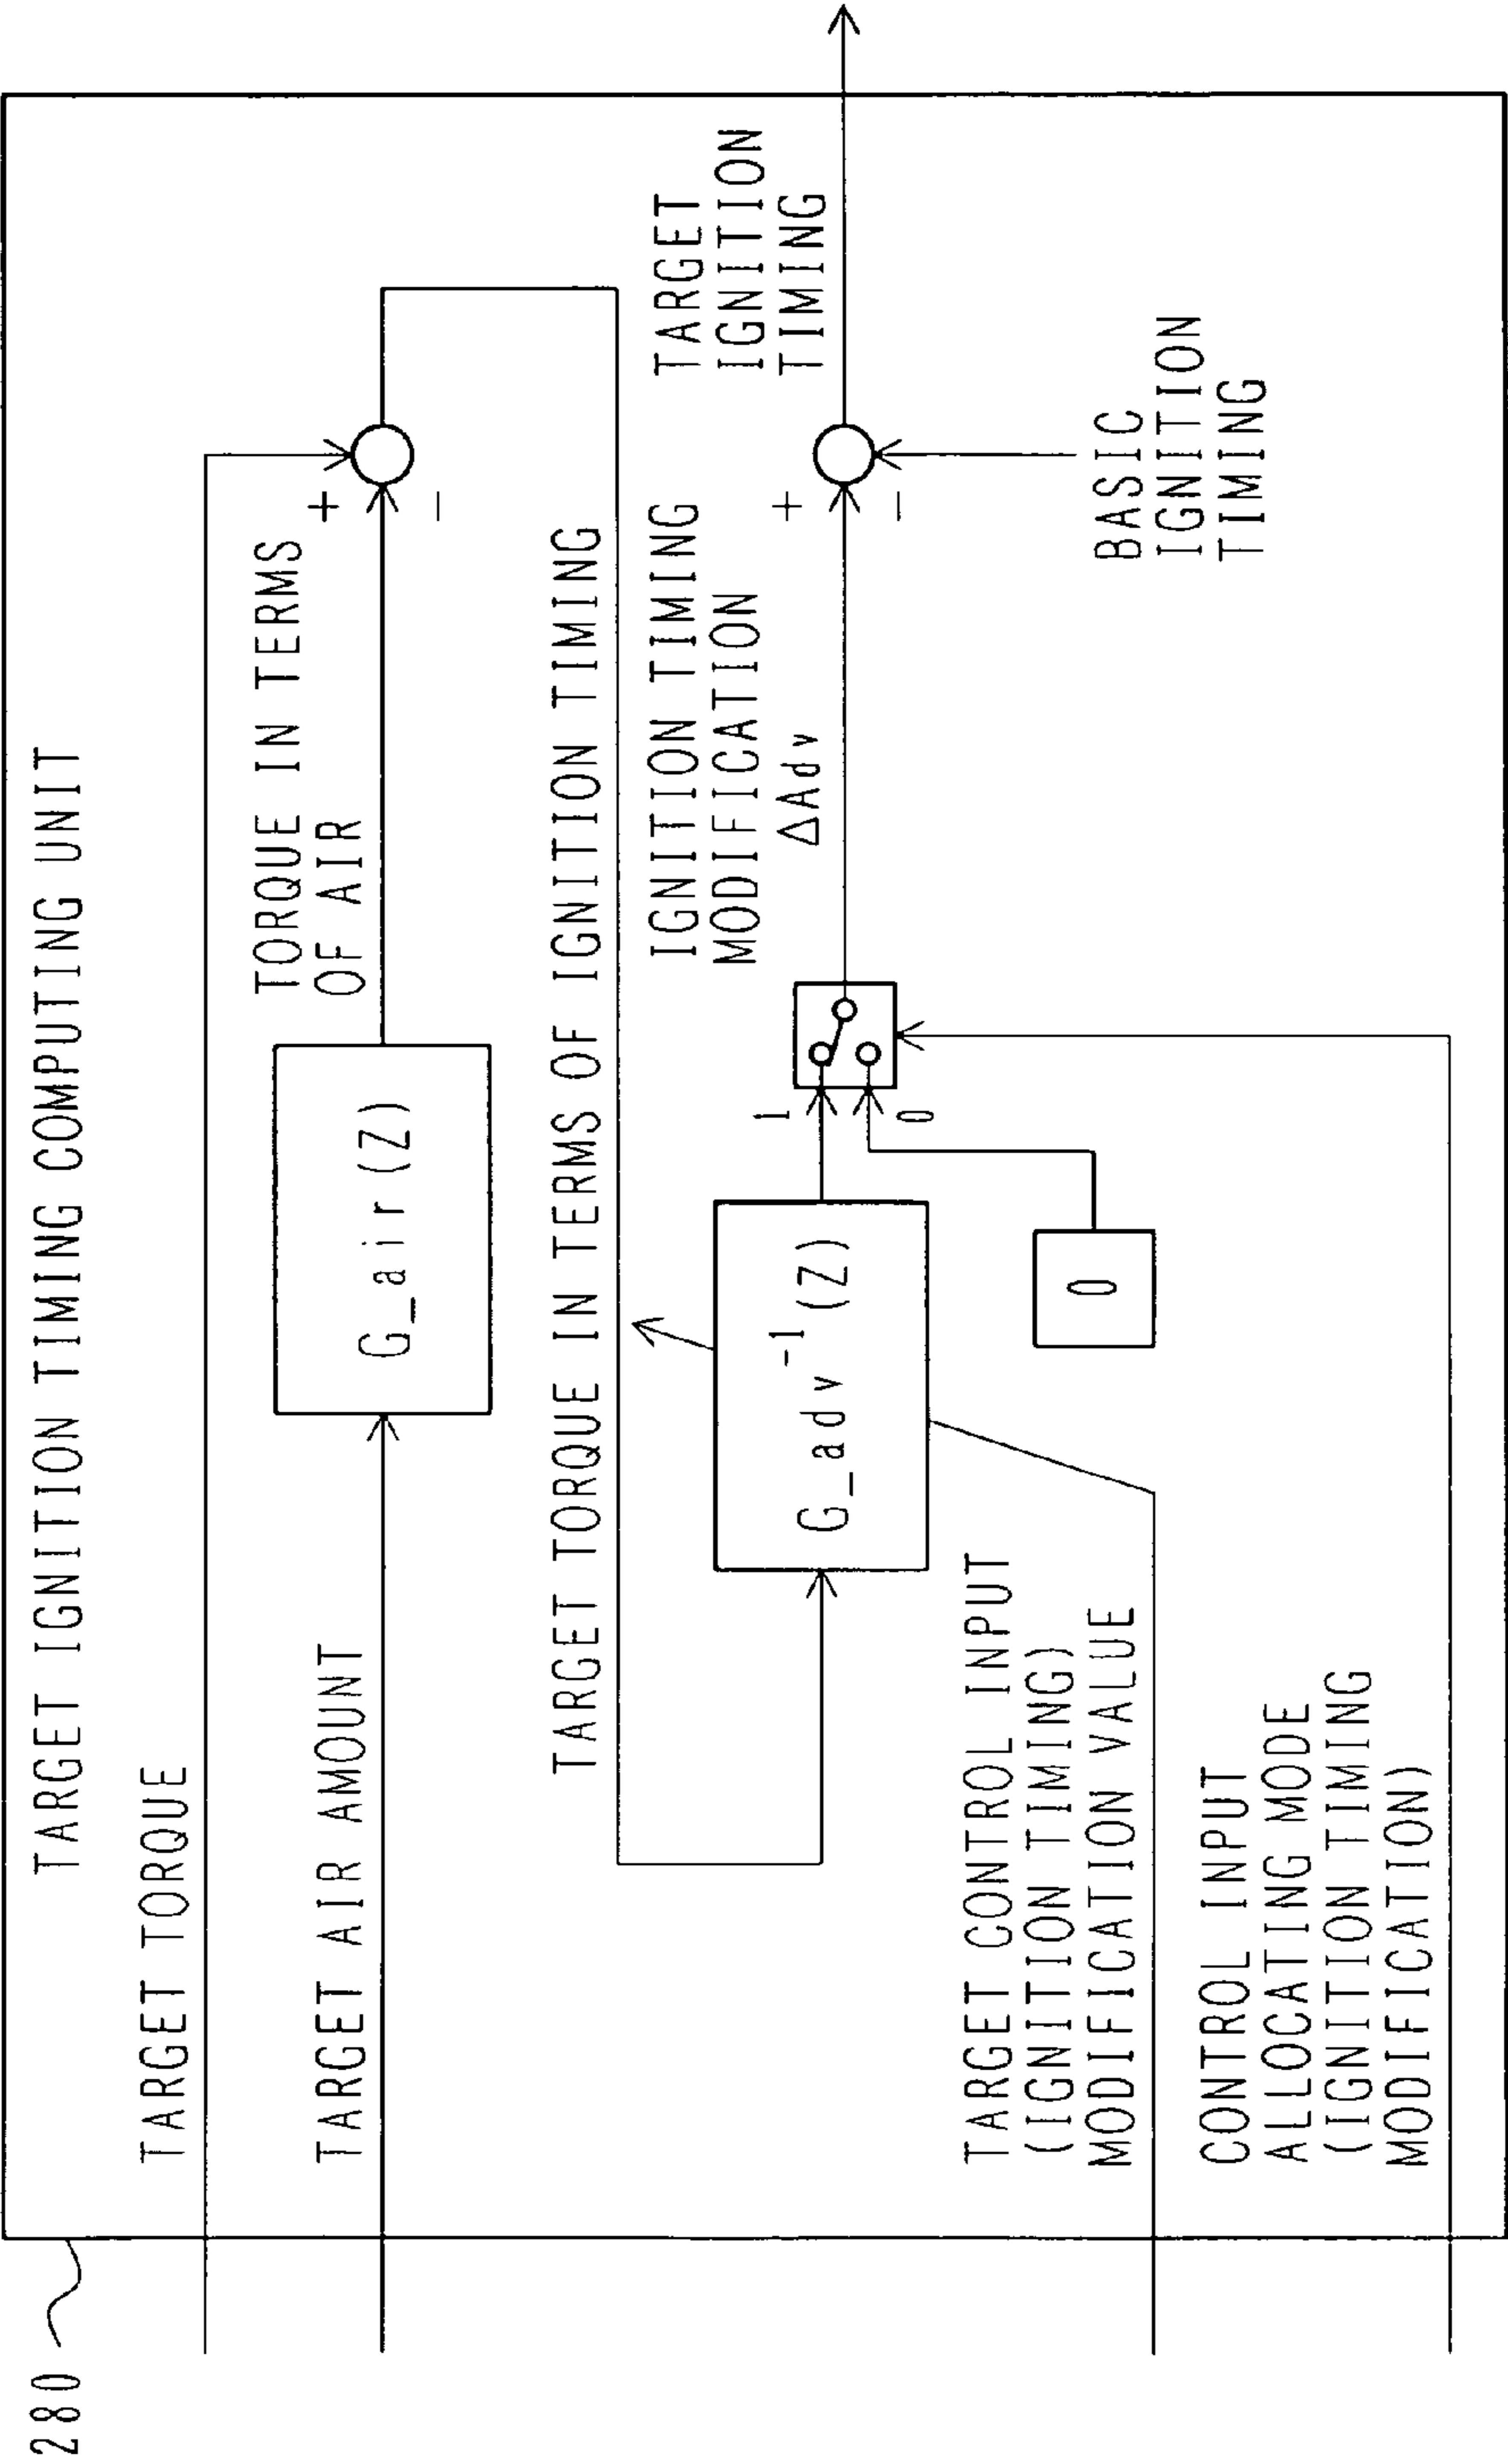 280
TARGET IGNITION TIMING COMPUTING UNIT
TARGET TORQUE
TARGET AIR AMOUNT
G_air(Z)
TORQUE IN TERMS
OF AIR
+
−
TARGET TORQUE IN TERMS OF IGNITION TIMING
G_adv⁻¹(Z)
1
0
0
IGNITION TIMING
MODIFICATION
ΔAdv
+
−
TARGET
IGNITION
TIMING
BASIC
IGNITION
TIMING
TARGET CONTROL INPUT
(IGNITION TIMING)
MODIFICATION VALUE
CONTROL INPUT
ALLOCATING MODE
(IGNITION TIMING
MODIFICATION)